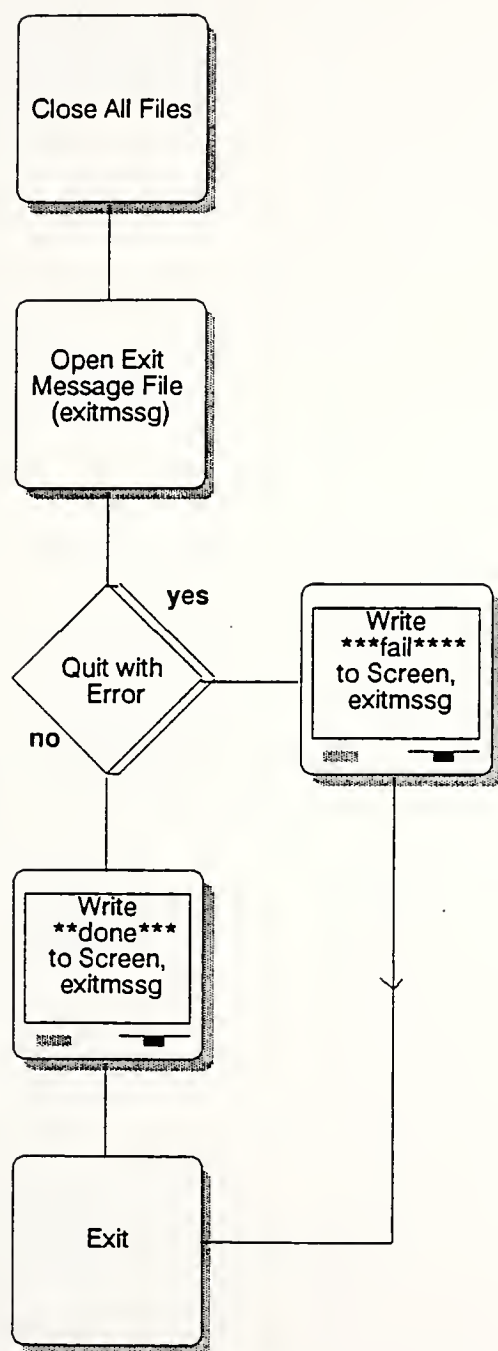 Close All Files
Open Exit
Message File
(exitmssg)
yes
Quit with
Error
no
Write
***fail****
to Screen,
exitmssg
Write
**done***
to Screen,
exitmssg
Exit